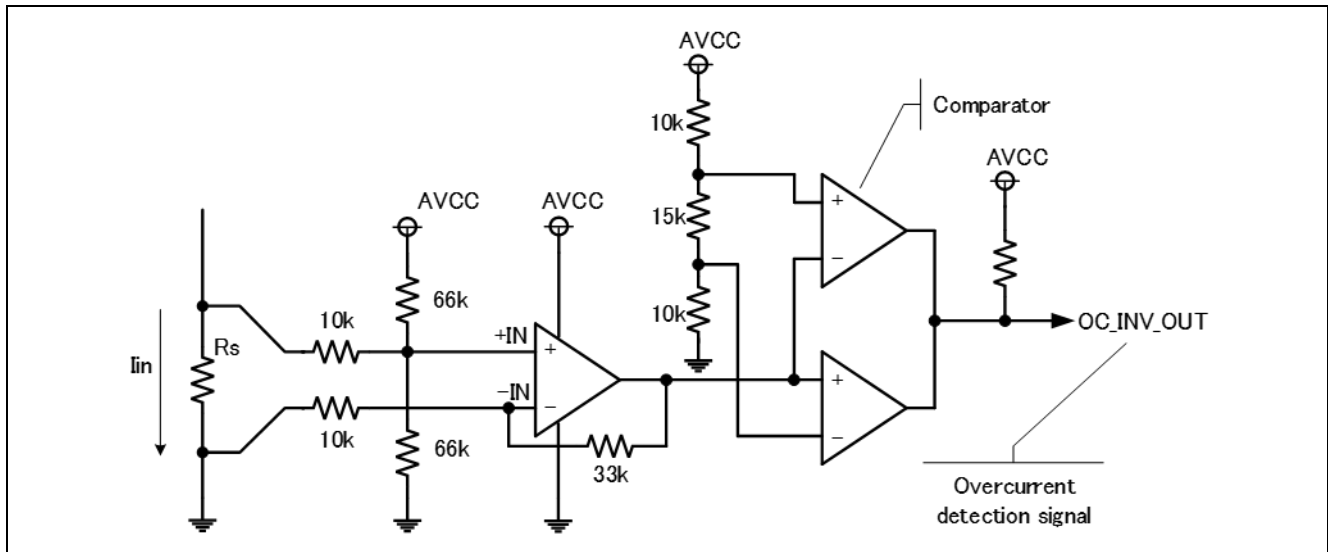 AVCC
Comparator
10k
AVCC
AVCC
AVCC
15k
+
−
66k
10k
10k
+IN
+
Rs
Iin
−IN
−
10k
66k
33k
+
−
OC_INV_OUT
Overcurrent
detection signal